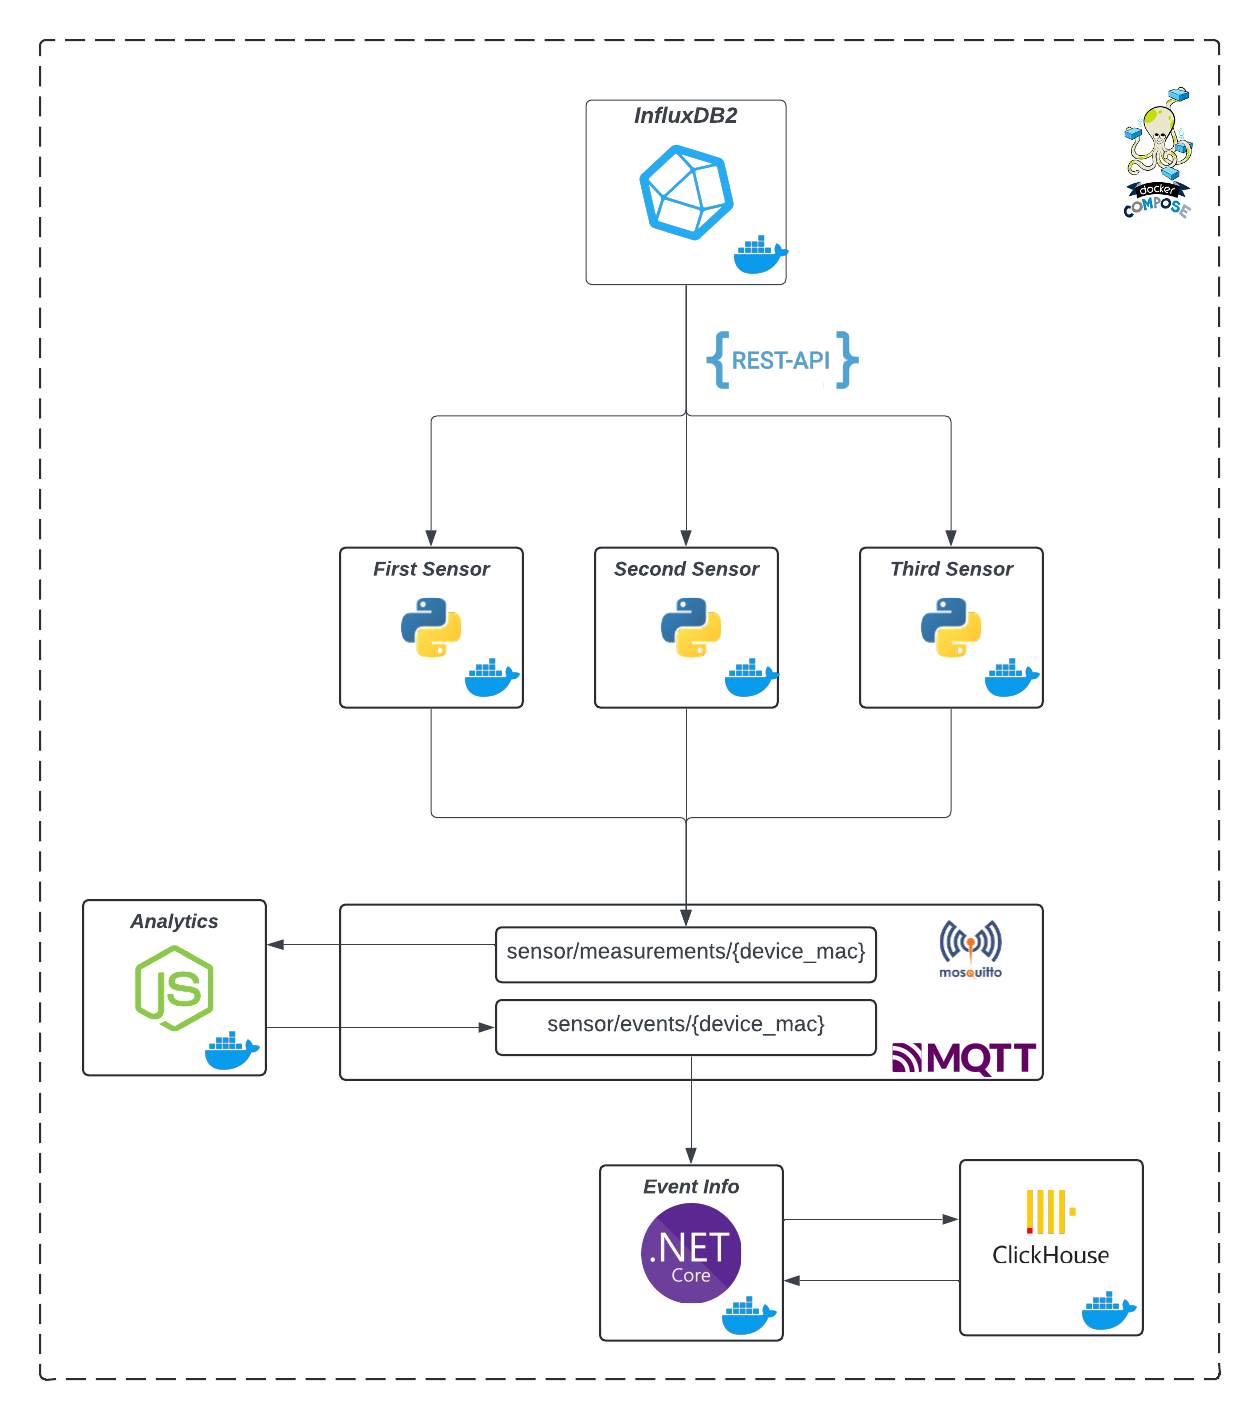 InfluxDB2
docker
COMPOSE
{REST-API}
First Sensor
Second Sensor
Third Sensor
Analytics
JS
sensor/measurements/{device_mac}
mosquitto
sensor/events/{device_mac}
MQTT
Event Info
.NET
Core
ClickHouse